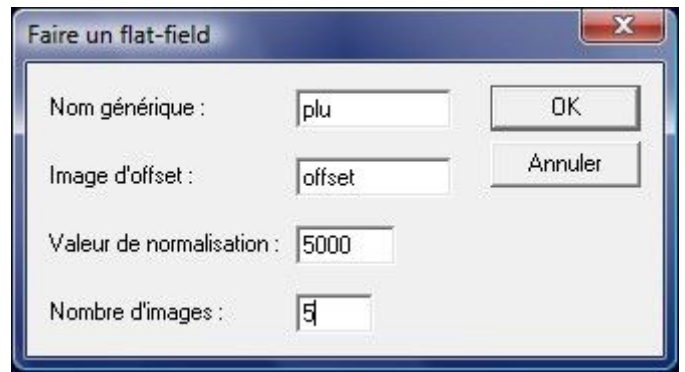 Faire un flat-field
Nom générique : plu OK
Image d'offset : offset Annuler
Valeur de normalisation : 5000
Nombre d'images : 5